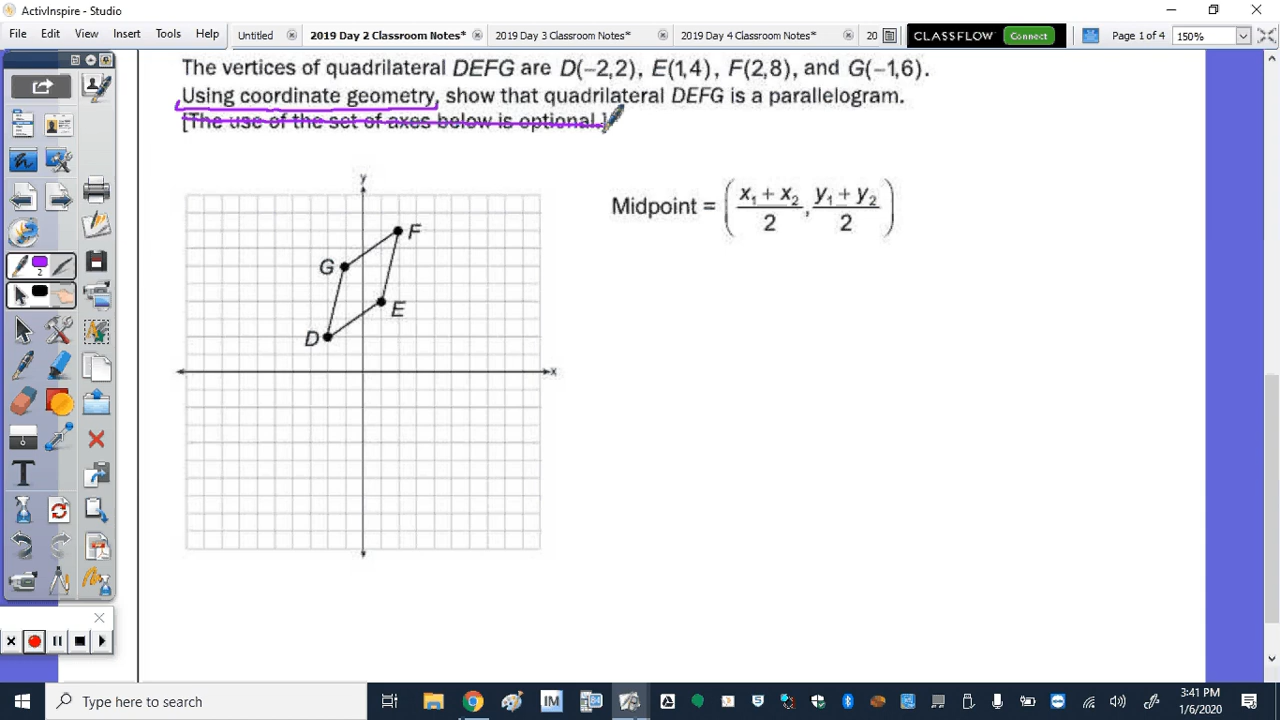 ActivInspire - Studio
File Edit View Insert Tools Help
Untitled
2019 Day 2 Classroom Notes*
2019 Day 3 Classroom Notes*
2019 Day 4 Classroom Notes*
20
CLASSFLOW Connect
Page 1 of 4
150%
The vertices of quadrilateral DEFG are D(−2,2), E(1,4), F(2,8), and G(−1,6).
Using coordinate geometry, show that quadrilateral DEFG is a parallelogram.
[The use of the set of axes below is optional.]
Midpoint = (x₁ + x₂ / 2, y₁ + y₂ / 2)
y
F
G
E
D
x
2
T
IM
Type here to search
3:41 PM
1/6/2020